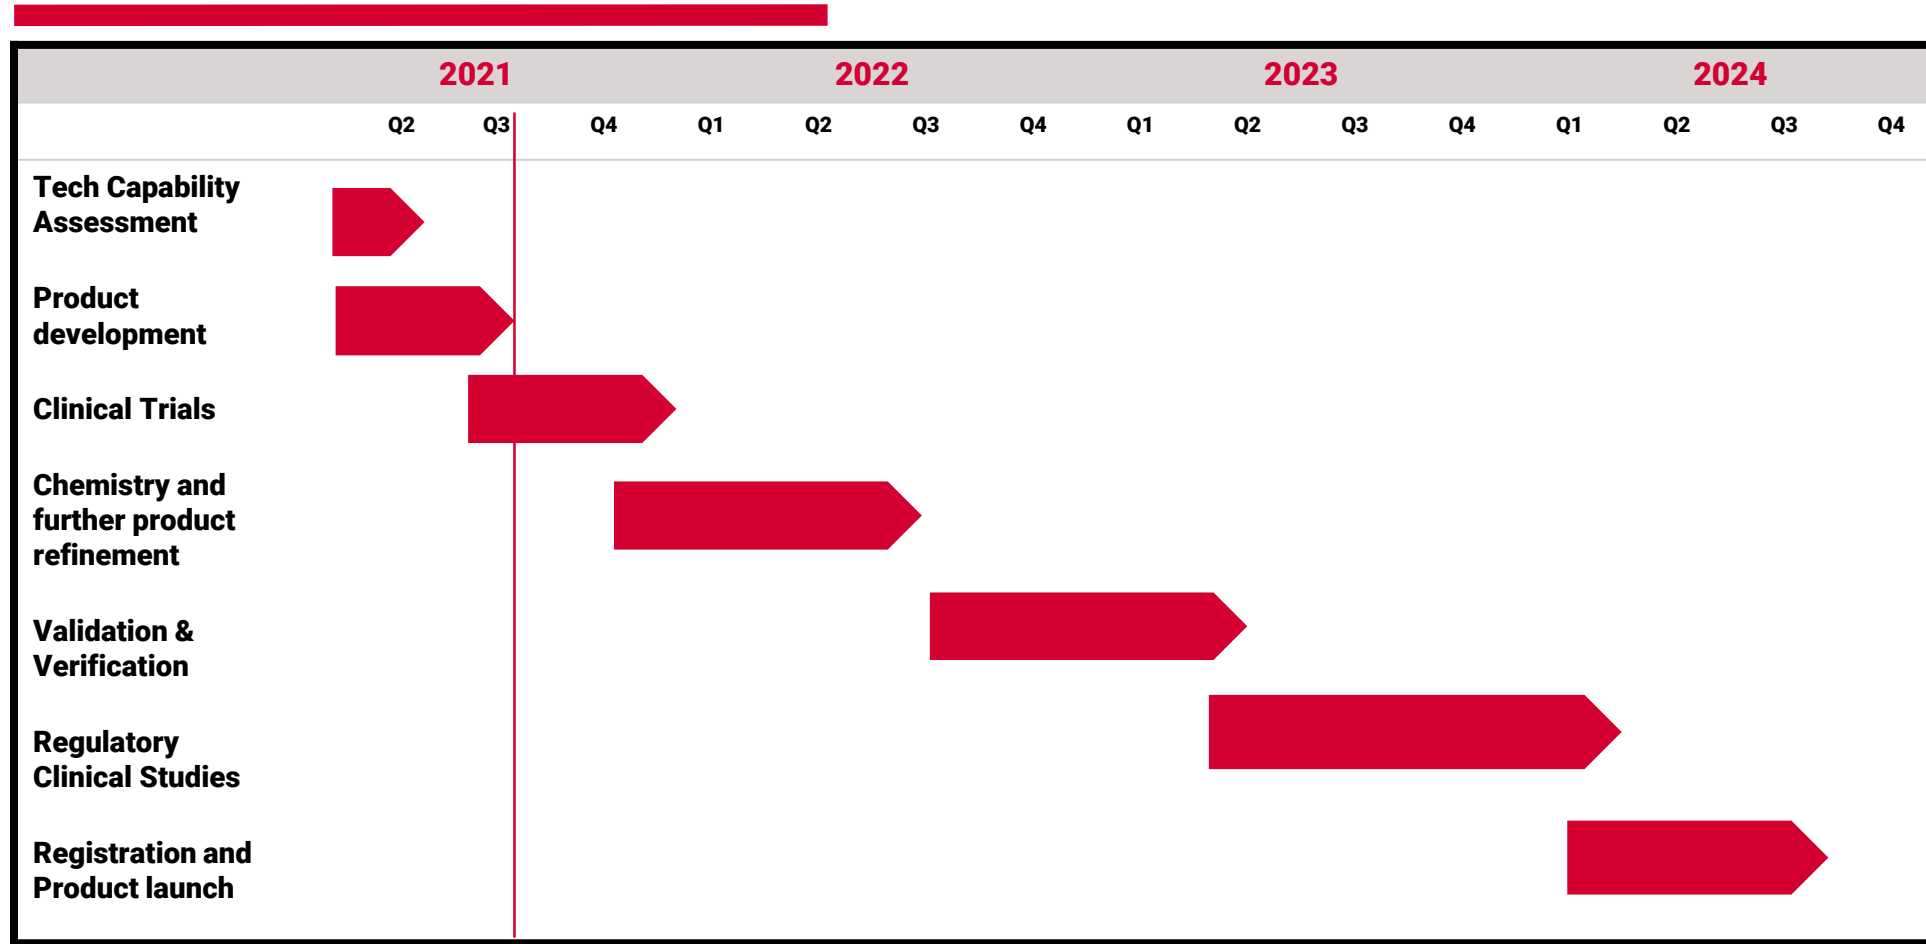 2021 2022 2023 2024
Q2 Q3 Q4 Q1 Q2 Q3 Q4 Q1 Q2 Q3 Q4 Q1 Q2 Q3 Q4
Tech Capability
Assessment
Product
development
Clinical Trials
Chemistry and
further product
refinement
Validation &
Verification
Regulatory
Clinical Studies
Registration and
Product launch